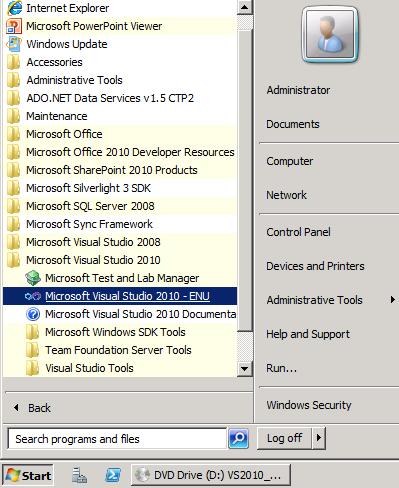 Internet Explorer
Microsoft PowerPoint Viewer
Windows Update
Accessories
Administrative Tools
ADO.NET Data Services v1.5 CTP2
Maintenance
Microsoft Office
Microsoft Office 2010 Developer Resources
Microsoft SharePoint 2010 Products
Microsoft Silverlight 3 SDK
Microsoft SQL Server 2008
Microsoft Sync Framework
Microsoft Visual Studio 2008
Microsoft Visual Studio 2010
Microsoft Test and Lab Manager
Microsoft Visual Studio 2010 - ENU
Microsoft Visual Studio 2010 Documenta
Microsoft Windows SDK Tools
Team Foundation Server Tools
Visual Studio Tools
Back
Search programs and files
Administrator
Documents
Computer
Network
Control Panel
Devices and Printers
Administrative Tools
Help and Support
Run...
Windows Security
Log off
Start
DVD Drive (D:) VS2010_...